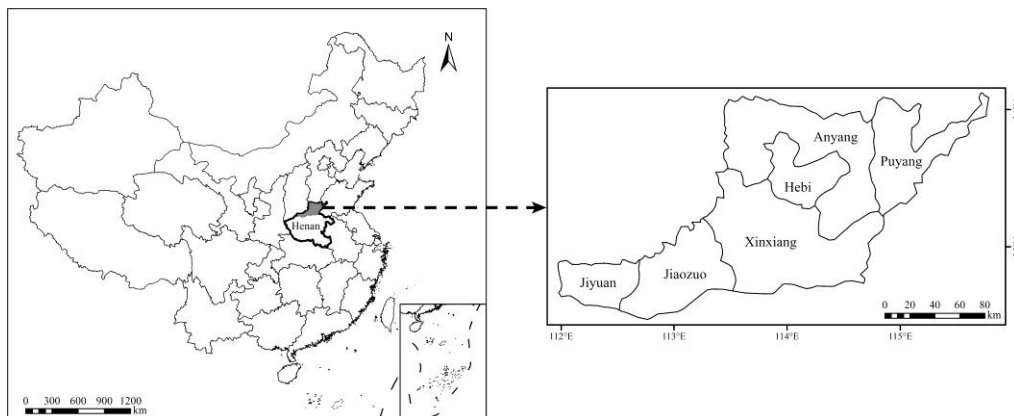 N
Henan
0 300 600 900 1200
km
Anyang
Puyang
Hebi
Xinxiang
Jiaozuo
Jiyuan
0 20 40 60 80
km
112°E
113°E
114°E
115°E